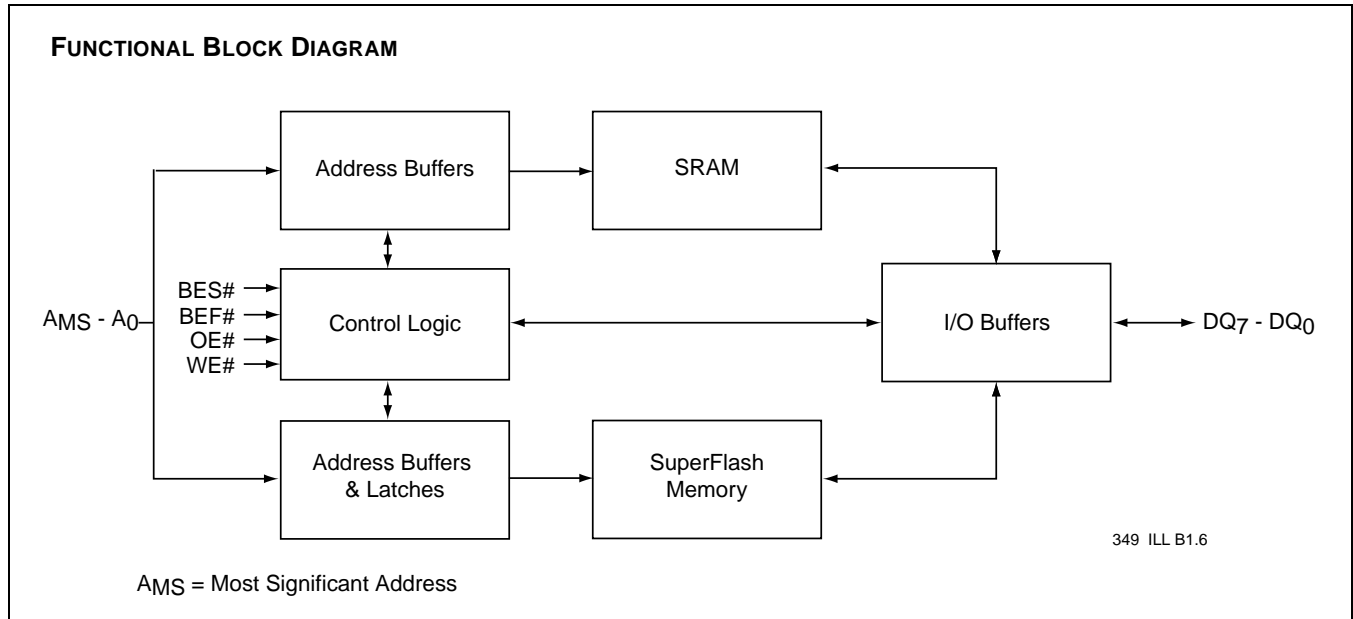 FUNCTIONAL BLOCK DIAGRAM
Address Buffers
SRAM
BES#
BEF#
OE#
WE#
AMS - A0
Control Logic
I/O Buffers
DQ7 - DQ0
Address Buffers
& Latches
SuperFlash
Memory
349 ILL B1.6
AMS = Most Significant Address